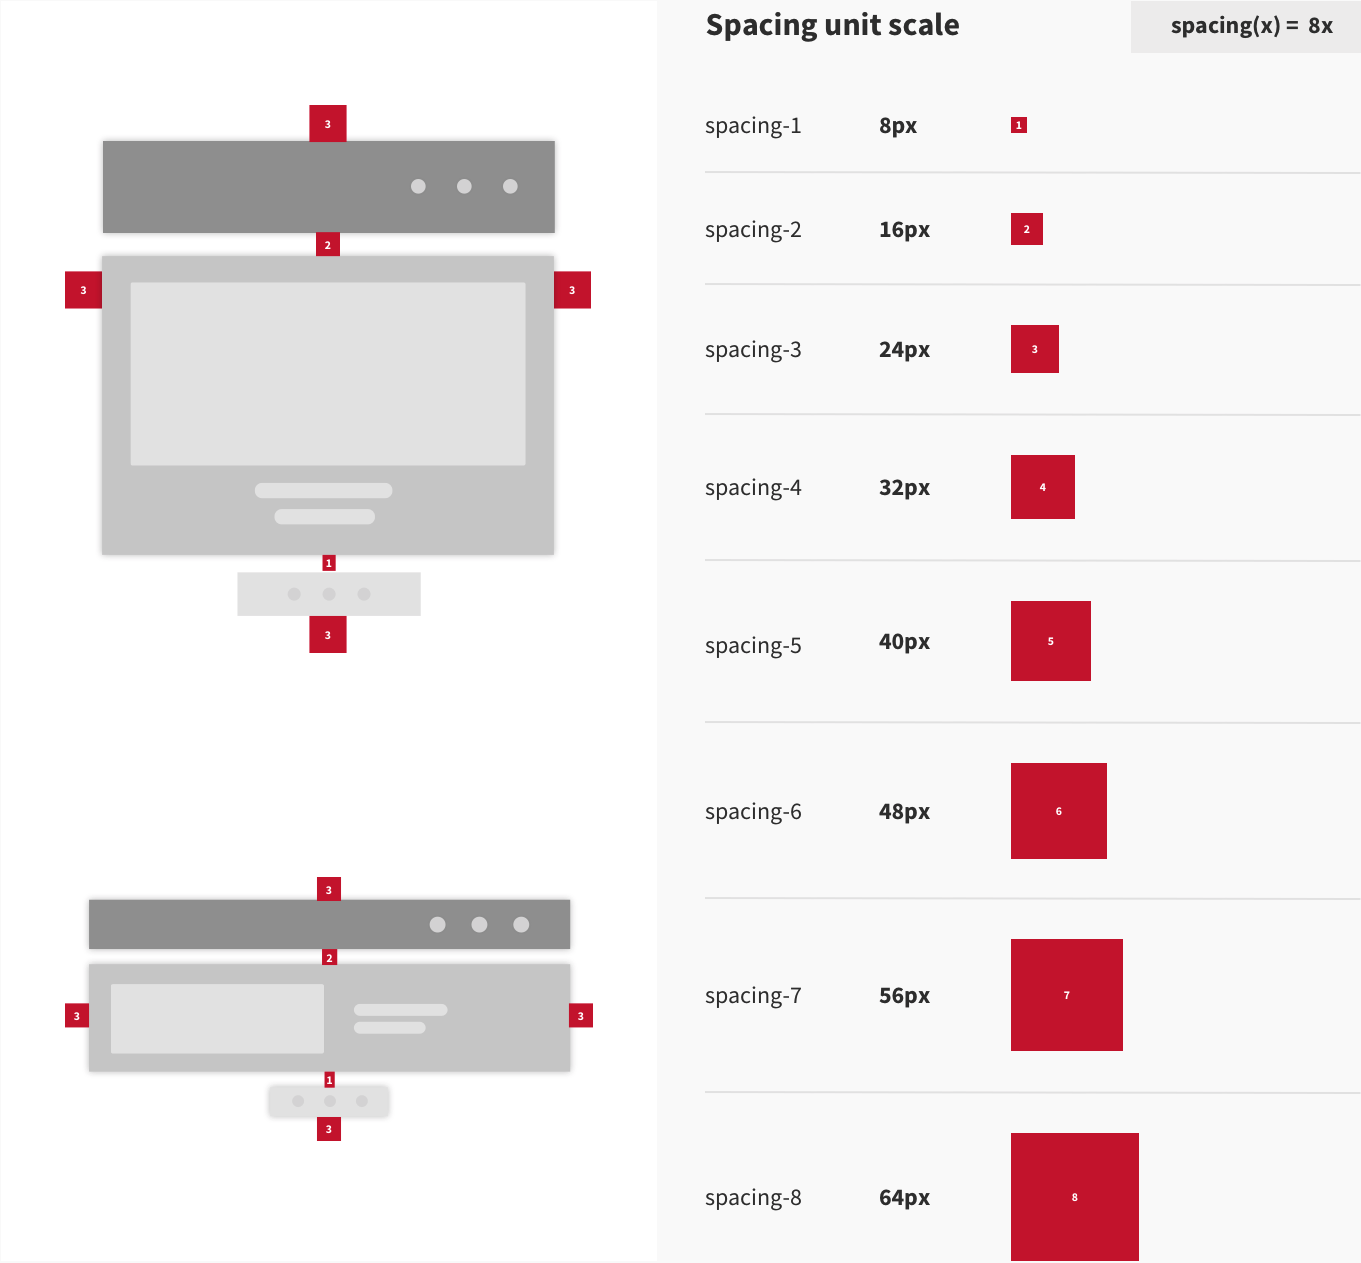 3
2
3
3
1
3
3
2
3
3
1
3
Spacing unit scale
spacing(x) = 8x
spacing-1 8px 1
spacing-2 16px 2
spacing-3 24px 3
spacing-4 32px 4
spacing-5 40px 5
spacing-6 48px 6
spacing-7 56px 7
spacing-8 64px 8